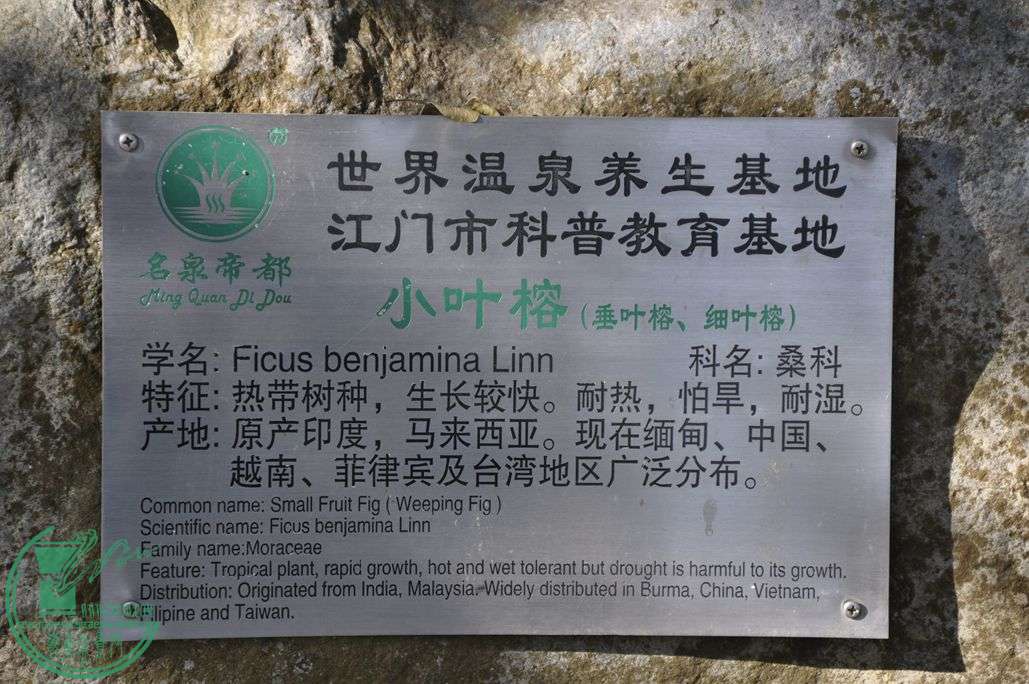 世界温泉养生基地
江门市科普教育基地
名泉帝都
Ming Quan Di Dou
小叶榕(垂叶榕、细叶榕)
学名: Ficus benjamina Linn 科名: 桑科
特征: 热带树种，生长较快。耐热，怕旱，耐湿。
产地: 原产印度，马来西亚。现在缅甸、中国、
越南、菲律宾及台湾地区广泛分布。
Common name: Small Fruit Fig ( Weeping Fig )
Scientific name: Ficus benjamina Linn
Family name:Moraceae
Feature: Tropical plant, rapid growth, hot and wet tolerant but drought is harmful to its growth.
Distribution: Originated from India, Malaysia. Widely distributed in Burma, China, Vietnam,
Filipine and Taiwan.